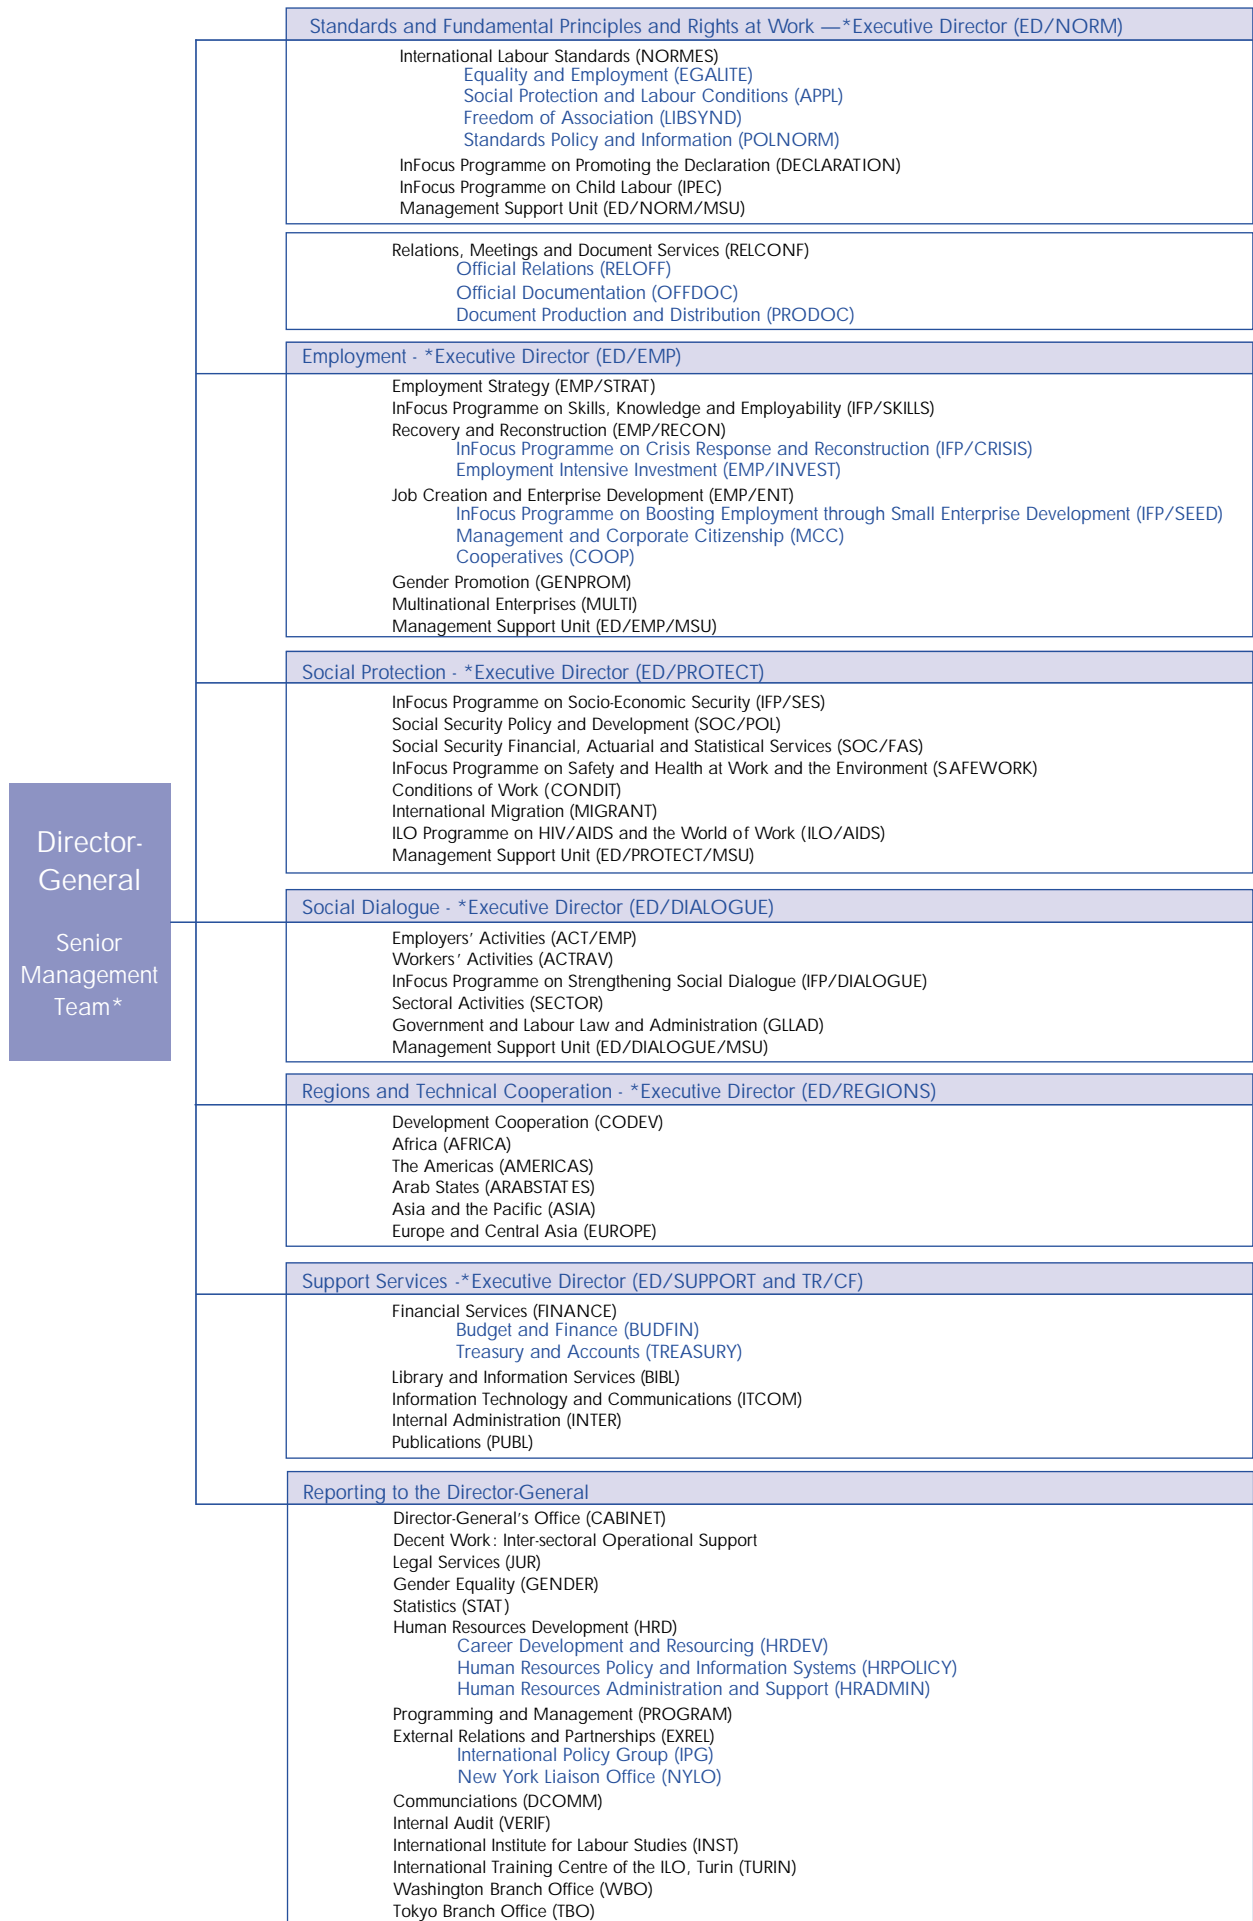 Standards and Fundamental Principles and Rights at Work —*Executive Director (ED/NORM)
International Labour Standards (NORMES)
Equality and Employment (EGALITE)
Social Protection and Labour Conditions (APPL)
Freedom of Association (LIBSYND)
Standards Policy and Information (POLNORM)
InFocus Programme on Promoting the Declaration (DECLARATION)
InFocus Programme on Child Labour (IPEC)
Management Support Unit (ED/NORM/MSU)
Relations, Meetings and Document Services (RELCONF)
Official Relations (RELOFF)
Official Documentation (OFFDOC)
Document Production and Distribution (PRODOC)
Employment - *Executive Director (ED/EMP)
Employment Strategy (EMP/STRAT)
InFocus Programme on Skills, Knowledge and Employability (IFP/SKILLS)
Recovery and Reconstruction (EMP/RECON)
InFocus Programme on Crisis Response and Reconstruction (IFP/CRISIS)
Employment Intensive Investment (EMP/INVEST)
Job Creation and Enterprise Development (EMP/ENT)
InFocus Programme on Boosting Employment through Small Enterprise Development (IFP/SEED)
Management and Corporate Citizenship (MCC)
Cooperatives (COOP)
Gender Promotion (GENPROM)
Multinational Enterprises (MULTI)
Management Support Unit (ED/EMP/MSU)
Social Protection - *Executive Director (ED/PROTECT)
InFocus Programme on Socio-Economic Security (IFP/SES)
Social Security Policy and Development (SOC/POL)
Social Security Financial, Actuarial and Statistical Services (SOC/FAS)
InFocus Programme on Safety and Health at Work and the Environment (SAFEWORK)
Conditions of Work (CONDIT)
International Migration (MIGRANT)
ILO Programme on HIV/AIDS and the World of Work (ILO/AIDS)
Management Support Unit (ED/PROTECT/MSU)
Director-
General
Senior
Management
Team*
Social Dialogue - *Executive Director (ED/DIALOGUE)
Employers' Activities (ACT/EMP)
Workers' Activities (ACTRAV)
InFocus Programme on Strengthening Social Dialogue (IFP/DIALOGUE)
Sectoral Activities (SECTOR)
Government and Labour Law and Administration (GLLAD)
Management Support Unit (ED/DIALOGUE/MSU)
Regions and Technical Cooperation - *Executive Director (ED/REGIONS)
Development Cooperation (CODEV)
Africa (AFRICA)
The Americas (AMERICAS)
Arab States (ARABSTATES)
Asia and the Pacific (ASIA)
Europe and Central Asia (EUROPE)
Support Services -*Executive Director (ED/SUPPORT and TR/CF)
Financial Services (FINANCE)
Budget and Finance (BUDFIN)
Treasury and Accounts (TREASURY)
Library and Information Services (BIBL)
Information Technology and Communications (ITCOM)
Internal Administration (INTER)
Publications (PUBL)
Reporting to the Director-General
Director-General's Office (CABINET)
Decent Work: Inter-sectoral Operational Support
Legal Services (JUR)
Gender Equality (GENDER)
Statistics (STAT)
Human Resources Development (HRD)
Career Development and Resourcing (HRDEV)
Human Resources Policy and Information Systems (HRPOLICY)
Human Resources Administration and Support (HRADMIN)
Programming and Management (PROGRAM)
External Relations and Partnerships (EXREL)
International Policy Group (IPG)
New York Liaison Office (NYLO)
Communciations (DCOMM)
Internal Audit (VERIF)
International Institute for Labour Studies (INST)
International Training Centre of the ILO, Turin (TURIN)
Washington Branch Office (WBO)
Tokyo Branch Office (TBO)